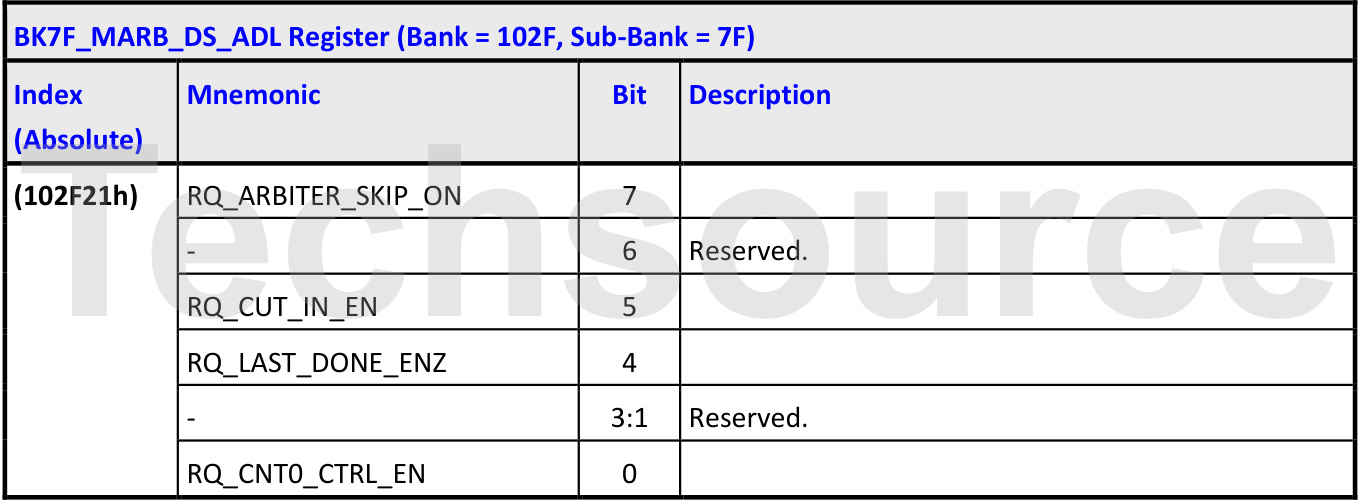 BK7F_MARB_DS_ADL Register (Bank = 102F, Sub-Bank = 7F)
Index (Absolute) Mnemonic Bit Description
(102F21h) RQ_ARBITER_SKIP_ON 7
- 6 Reserved.
RQ_CUT_IN_EN 5
RQ_LAST_DONE_ENZ 4
- 3:1 Reserved.
RQ_CNT0_CTRL_EN 0
Techsource